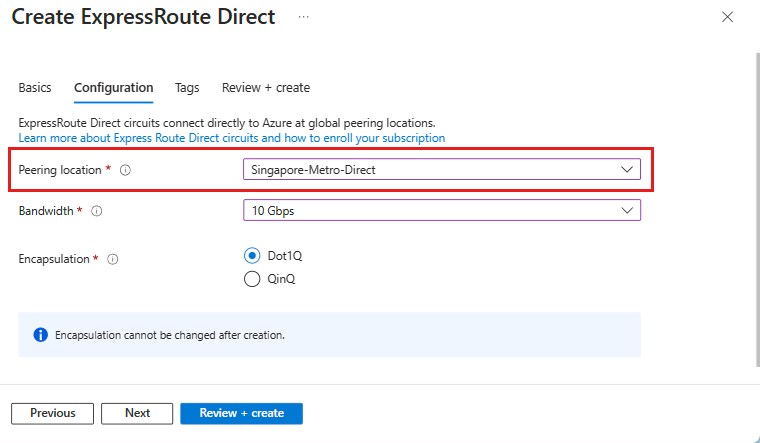 Create ExpressRoute Direct ...
Basics Configuration Tags Review + create
ExpressRoute Direct circuits connect directly to Azure at global peering locations.
Learn more about Express Route Direct circuits and how to enroll your subscription
Peering location * Singapore-Metro-Direct
Bandwidth * 10 Gbps
Encapsulation * Dot1Q
QinQ
Encapsulation cannot be changed after creation.
Previous Next Review + create